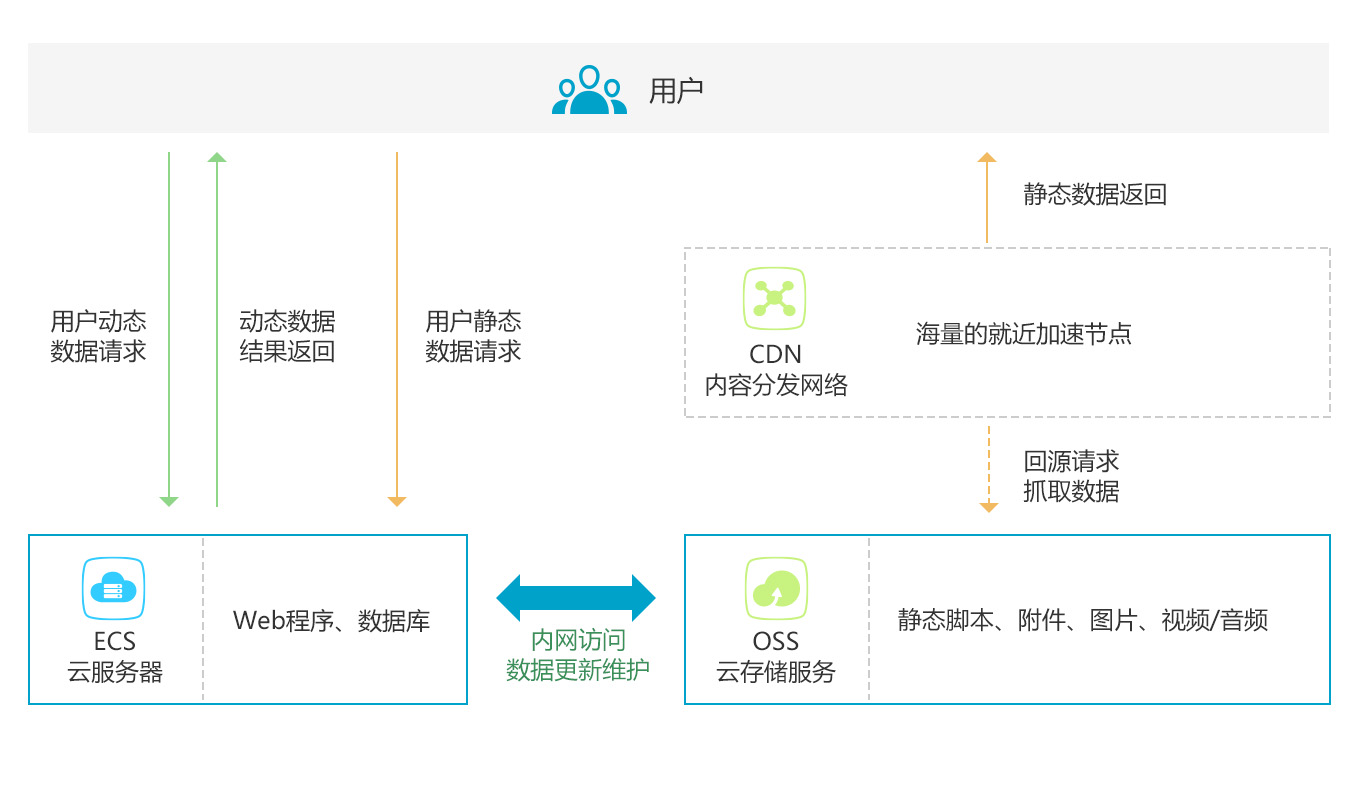 用户
静态数据返回
用户动态
数据请求
动态数据
结果返回
用户静态
数据请求
海量的就近加速节点
CDN
内容分发网络
回源请求
抓取数据
ECS
云服务器
Web程序、数据库
内网访问
数据更新维护
OSS
云存储服务
静态脚本、附件、图片、视频/音频